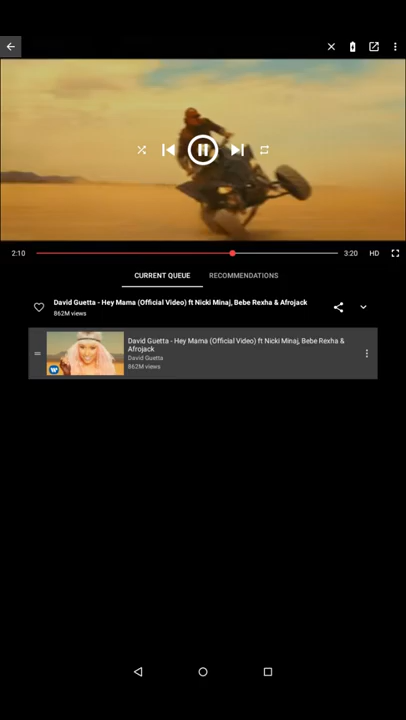 2:10
3:20
HD
CURRENT QUEUE
RECOMMENDATIONS
David Guetta - Hey Mama (Official Video) ft Nicki Minaj, Bebe Rexha & Afrojack
862M views
David Guetta - Hey Mama (Official Video) ft Nicki Minaj, Bebe Rexha &
Afrojack
David Guetta
862M views